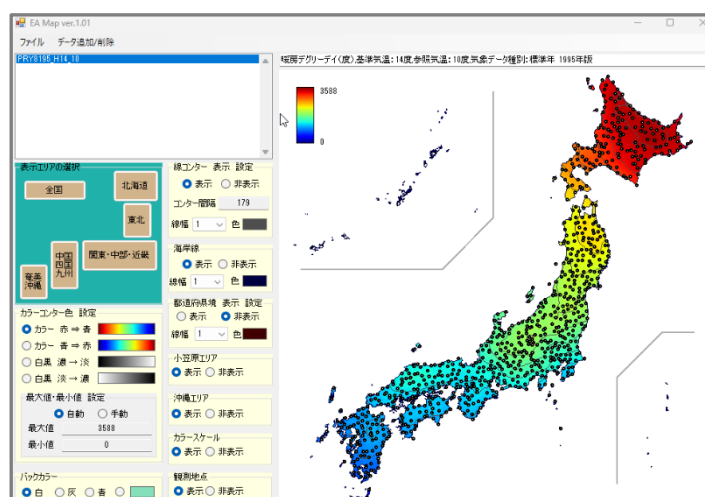 EA Map ver.1.01
ファイル データ追加/削除
PRY8195_H14_10
暖房デグリーデイ(度),基準気温:14度,参照気温:10度,気象データ種別:標準年 1995年版
3588
0
表示エリアの選択
全国
北海道
東北
中国
四国
九州
関東・中部・近畿
奄美
沖縄
線コンター 表示 設定
表示 非表示
コンター間隔 179
線幅 1 色
海岸線
表示 非表示
線幅 1 色
都道府県境 表示 設定
表示 非表示
線幅 1 色
小笠原エリア
表示 非表示
沖縄エリア
表示 非表示
カラースケール
表示 非表示
観測地点
表示 非表示
カラーコンター色 設定
カラー 赤 ⇒ 青
カラー 青 ⇒ 赤
白黒 濃 → 淡
白黒 淡 → 濃
最大値・最小値 設定
自動 手動
最大値 3588
最小値 0
バックカラー
白 灰 青